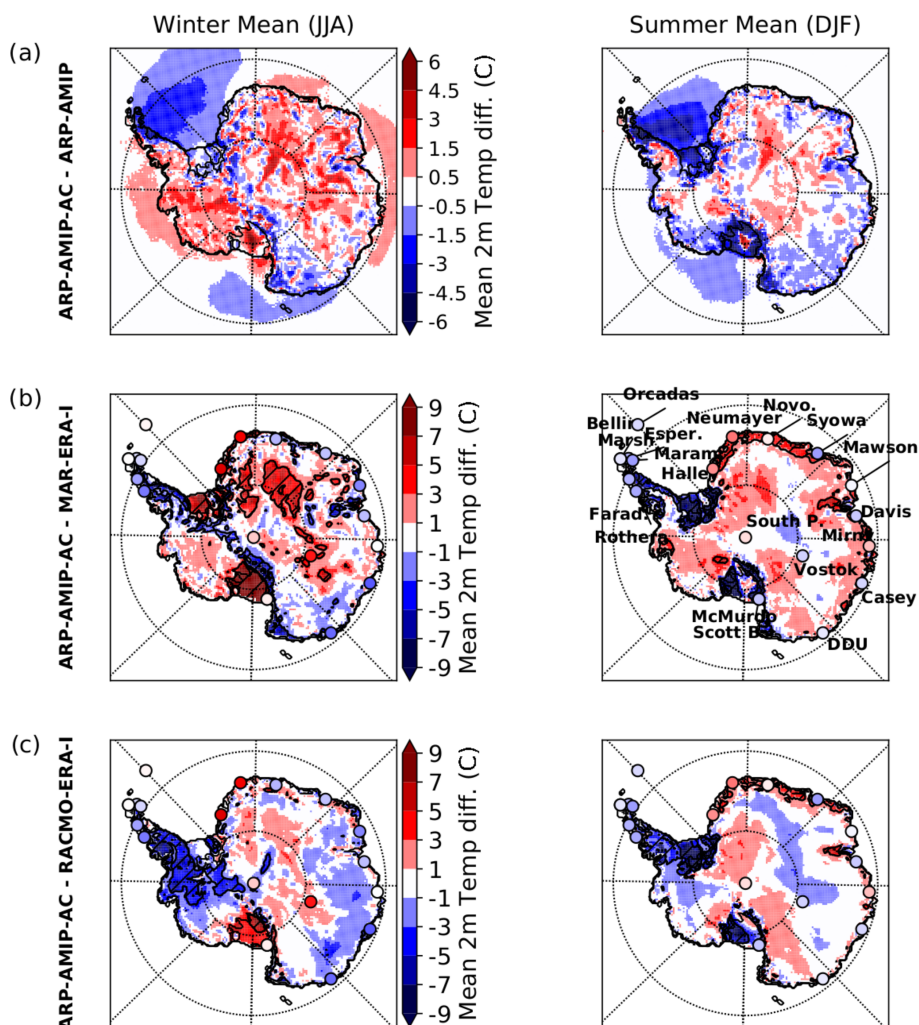 Winter Mean (JJA)
Summer Mean (DJF)
(a)
ARP-AMIP-AC - ARP-AMIP
6
4.5
3
1.5
0.5
-0.5
-1.5
-3
-4.5
-6
Mean 2m Temp diff. (C)
(b)
ARP-AMIP-AC - MAR-ERA-I
9
7
5
3
1
-1
-3
-5
-7
-9
Mean 2m Temp diff. (C)
Orcadas
Novo.
Neumayer
Syowa
Esper.
Maram
Mawson
Halle
Davis
South P.
Mirn
Rothera
Vostok
Casey
McMurdo
Scott B
DDU
(c)
ARP-AMIP-AC - RACMO-ERA-I
9
7
5
3
1
-1
-3
-5
-7
-9
Mean 2m Temp diff. (C)